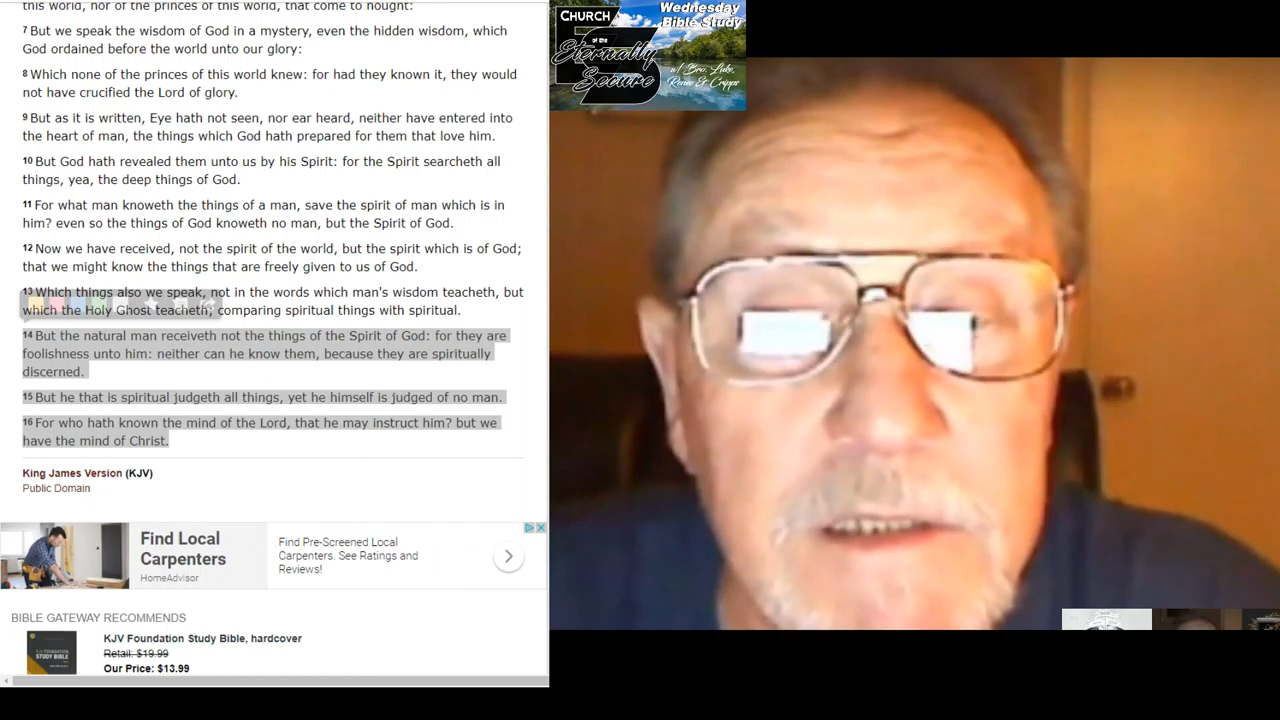 this world, nor of the princes of this world, that come to nought:
7 But we speak the wisdom of God in a mystery, even the hidden wisdom, which
God ordained before the world unto our glory:
8 Which none of the princes of this world knew: for had they known it, they would
not have crucified the Lord of glory.
9 But as it is written, Eye hath not seen, nor ear heard, neither have entered into
the heart of man, the things which God hath prepared for them that love him.
10 But God hath revealed them unto us by his Spirit: for the Spirit searcheth all
things, yea, the deep things of God.
11 For what man knoweth the things of a man, save the spirit of man which is in
him? even so the things of God knoweth no man, but the Spirit of God.
12 Now we have received, not the spirit of the world, but the spirit which is of God;
that we might know the things that are freely given to us of God.
13 Which things also we speak, not in the words which man's wisdom teacheth, but
which the Holy Ghost teacheth; comparing spiritual things with spiritual.
14 But the natural man receiveth not the things of the Spirit of God: for they are
foolishness unto him: neither can he know them, because they are spiritually
discerned.
15 But he that is spiritual judgeth all things, yet he himself is judged of no man.
16 For who hath known the mind of the Lord, that he may instruct him? but we
have the mind of Christ.
King James Version (KJV)
Public Domain
Find Local
Carpenters
HomeAdvisor
Find Pre-Screened Local
Carpenters. See Ratings and
Reviews!
BIBLE GATEWAY RECOMMENDS
KJV Foundation Study Bible, hardcover
Retail: $19.99
Our Price: $13.99
CHURCH
of the
Eternally
Secure
Wednesday
Bible Study
w/ Bro. Luke,
Renee & Cripps